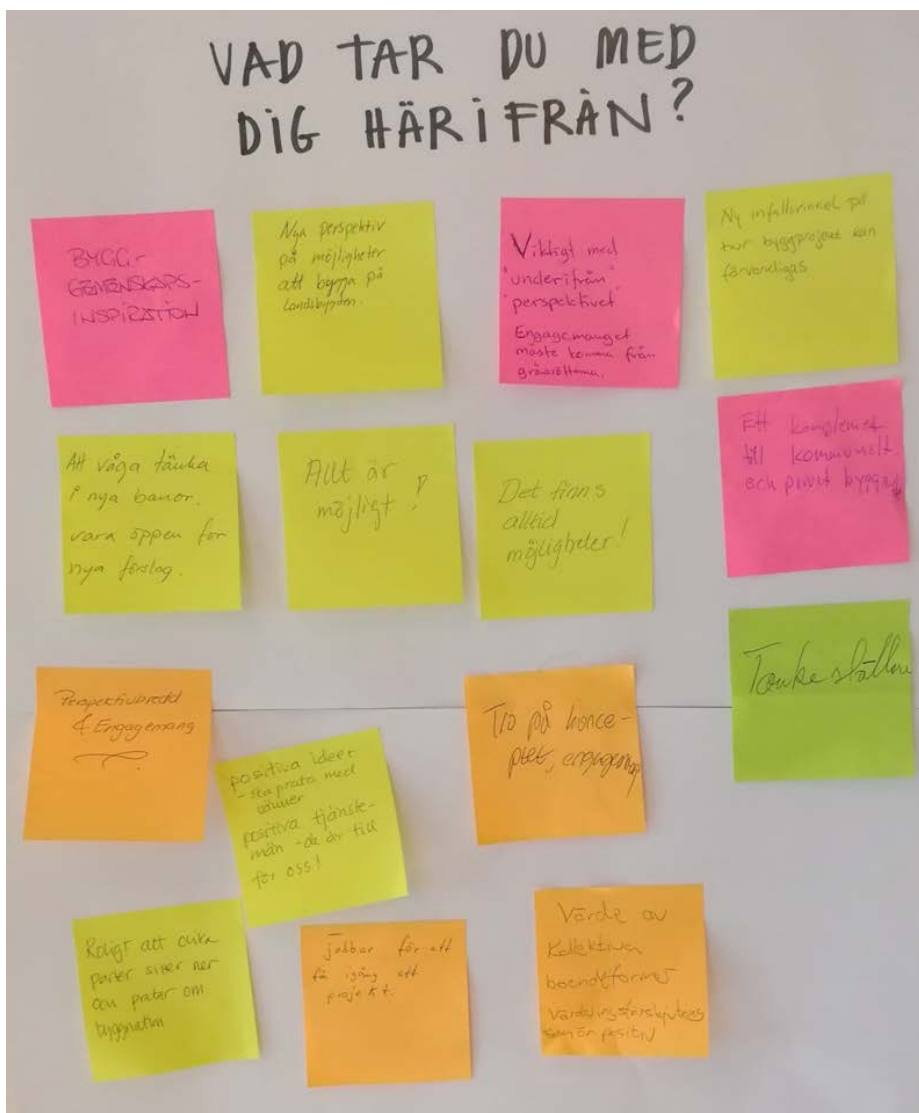 VAD TAR DU MED
DIG HÄRIFRÅN?
BYGG-
GEMENSKAPS-
INSPIRATION
Nya perspektiv
på möjligheter
att bygga på
landsbygden.
Viktigt med
"underifrån"
perspektivet
Engagemanget
måste komma från
gräsrötterna.
Ny infallsvinkel på
hur byggprojekt kan
förverkligas
Att våga tänka
i nya banor.
vara öppen för
nya förslag.
Allt är
möjligt!
Det finns
alltid
möjligheter!
Ett komplement
till kommunalt
och privat
Tankeställare
Perspektivbredd
& Engagemang
Tro på konce-
ptet, engagemang
positiva ideer
prata med
positiva tjänste-
män - de är till
för oss!
Roligt att olika
parter sitter ner
och pratar om
jobbar för att
få igång ett
projekt.
Värde av
Kollektiva
boendeformer
som är positiv